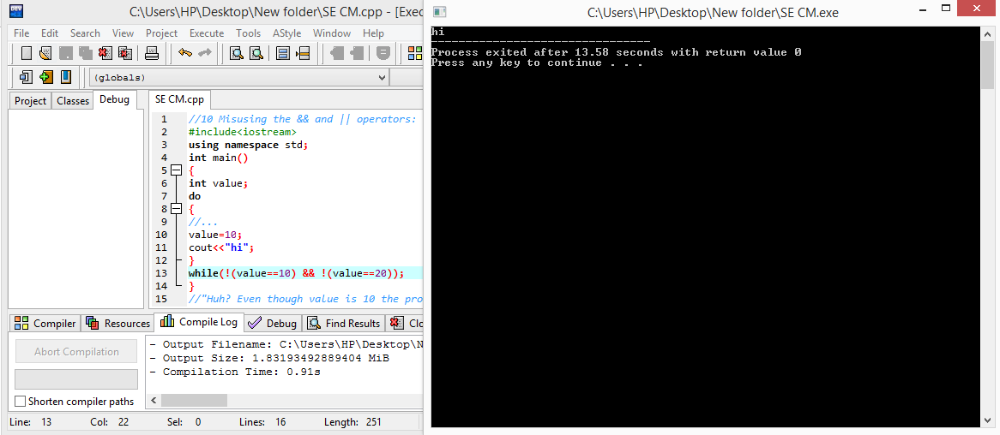 C:\Users\HP\Desktop\New folder\SE CM.cpp - [Exec
File Edit Search View Project Execute Tools AStyle Window Help
(globals)
Project Classes Debug
SE CM.cpp
1 //10 Misusing the && and || operators:
2 #include<iostream>
3 using namespace std;
4 int main()
5 {
6 int value;
7 do
8 {
9 //...
10 value=10;
11 cout<<"hi";
12 }
13 while(!(value==10) && !(value==20));
14 }
15 //"Huh? Even though value is 10 the pro
Compiler Resources Compile Log Debug Find Results Clo
Abort Compilation
Shorten compiler paths
- Output Filename: C:\Users\HP\Desktop\N
- Output Size: 1.83193492889404 MiB
- Compilation Time: 0.91s
Line: 13 Col: 22 Sel: 0 Lines: 16 Length: 251
C:\Users\HP\Desktop\New folder\SE CM.exe
hi
--------------------------------
Process exited after 13.58 seconds with return value 0
Press any key to continue . . .